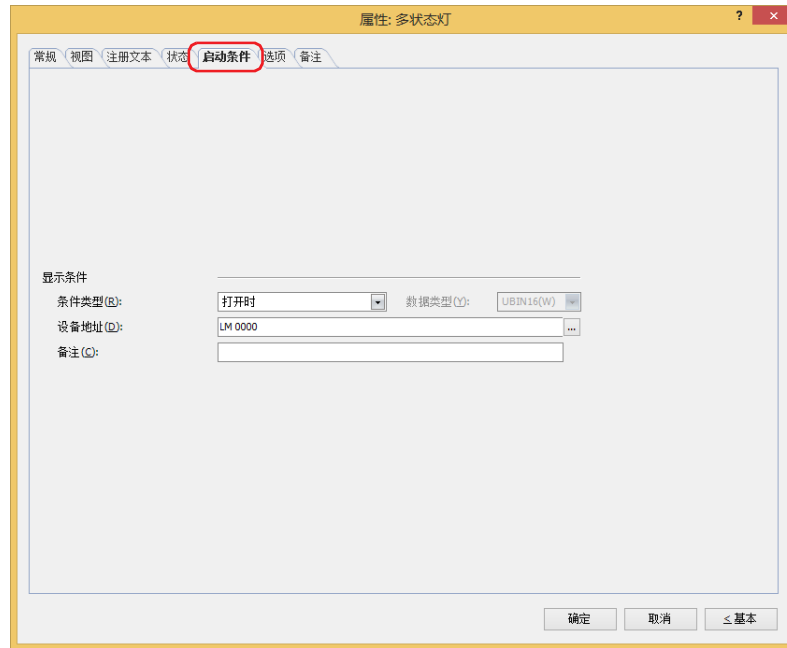 属性: 多状态灯
? ×
常规 视图 注册文本 状态 启动条件 选项 备注
显示条件
条件类型(R): 打开时 数据类型(Y): UBIN16(W)
设备地址(D): LM 0000 ...
备注(C):
确定 取消 ≤基本